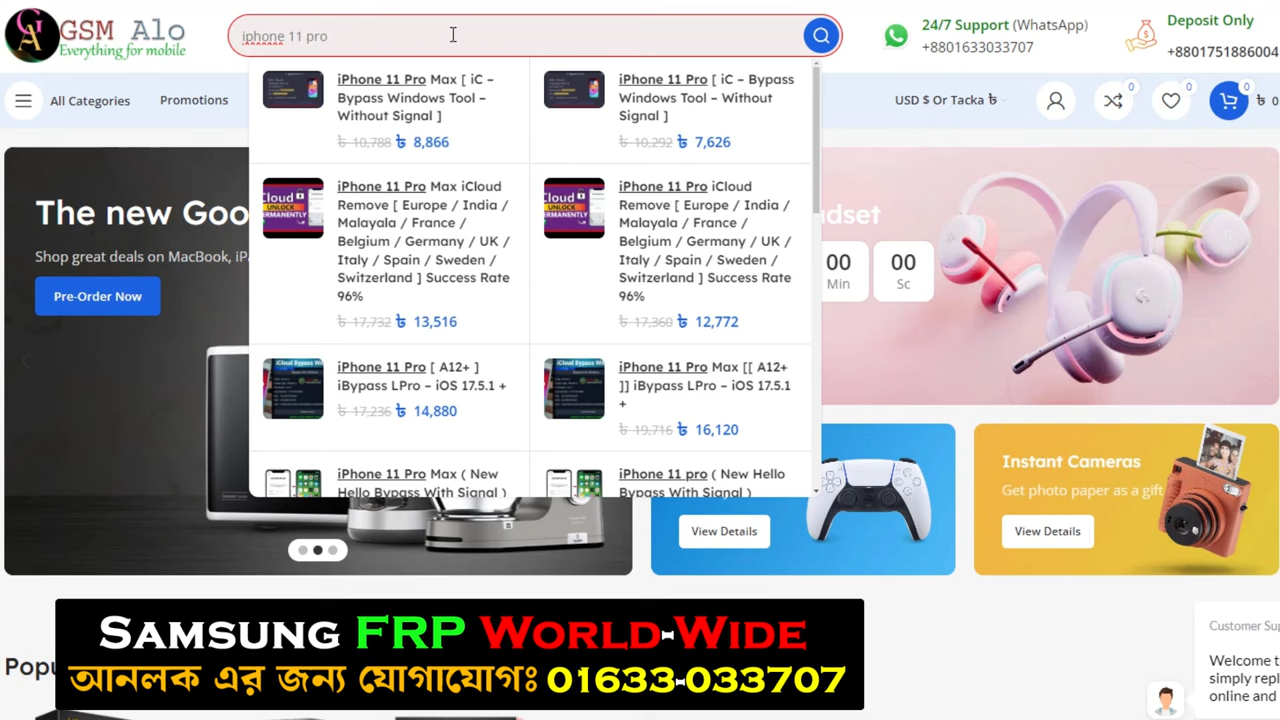 GSM Alo
Everything for mobile
iphone 11 pro
24/7 Support (WhatsApp)
+8801633033707
Deposit Only
+8801751886004
All Categories
Promotions
USD $ Or Tacka ৳
0
0
0
৳ 0
iPhone 11 Pro Max [ iC –
Bypass Windows Tool –
Without Signal ]
৳ 10,788 ৳ 8,866
iPhone 11 Pro [ iC – Bypass
Windows Tool – Without
Signal ]
৳ 10,292 ৳ 7,626
iPhone 11 Pro Max iCloud
Remove [ Europe / India /
Malayala / France /
Belgium / Germany / UK /
Italy / Spain / Sweden /
Switzerland ] Success Rate
96%
৳ 17,732 ৳ 13,516
iPhone 11 Pro iCloud
Remove [ Europe / India /
Malayala / France /
Belgium / Germany / UK /
Italy / Spain / Sweden /
Switzerland ] Success Rate
96%
৳ 17,360 ৳ 12,772
iPhone 11 Pro [ A12+ ]
iBypass LPro – iOS 17.5.1 +
৳ 17,236 ৳ 14,880
iPhone 11 Pro Max [[ A12+
]] iBypass LPro – iOS 17.5.1
+
৳ 19,716 ৳ 16,120
iPhone 11 Pro Max ( New
Hello Bypass With Signal )
iPhone 11 pro ( New Hello
Bypass With Signal )
The new Goo
Shop great deals on MacBook, iPa
Pre-Order Now
adset
00
Min
00
Sc
View Details
Instant Cameras
Get photo paper as a gift
View Details
Samsung FRP World-Wide
আনলক এর জন্য যোগাযোগঃ 01633-033707
Popu
Customer Sup
Welcome t
simply repl
online and